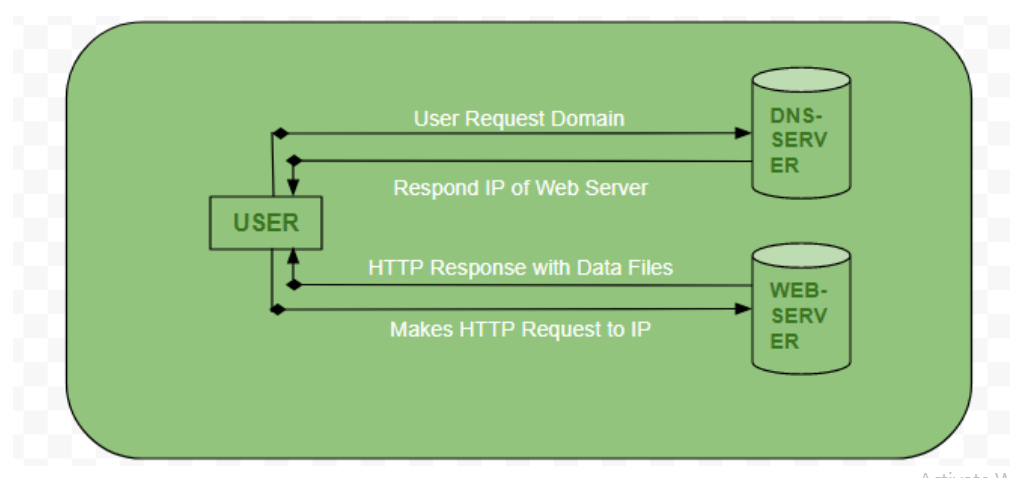 User Request Domain
DNS-
SERV
ER
Respond IP of Web Server
USER
HTTP Response with Data Files
WEB-
SERV
ER
Makes HTTP Request to IP
Activate W